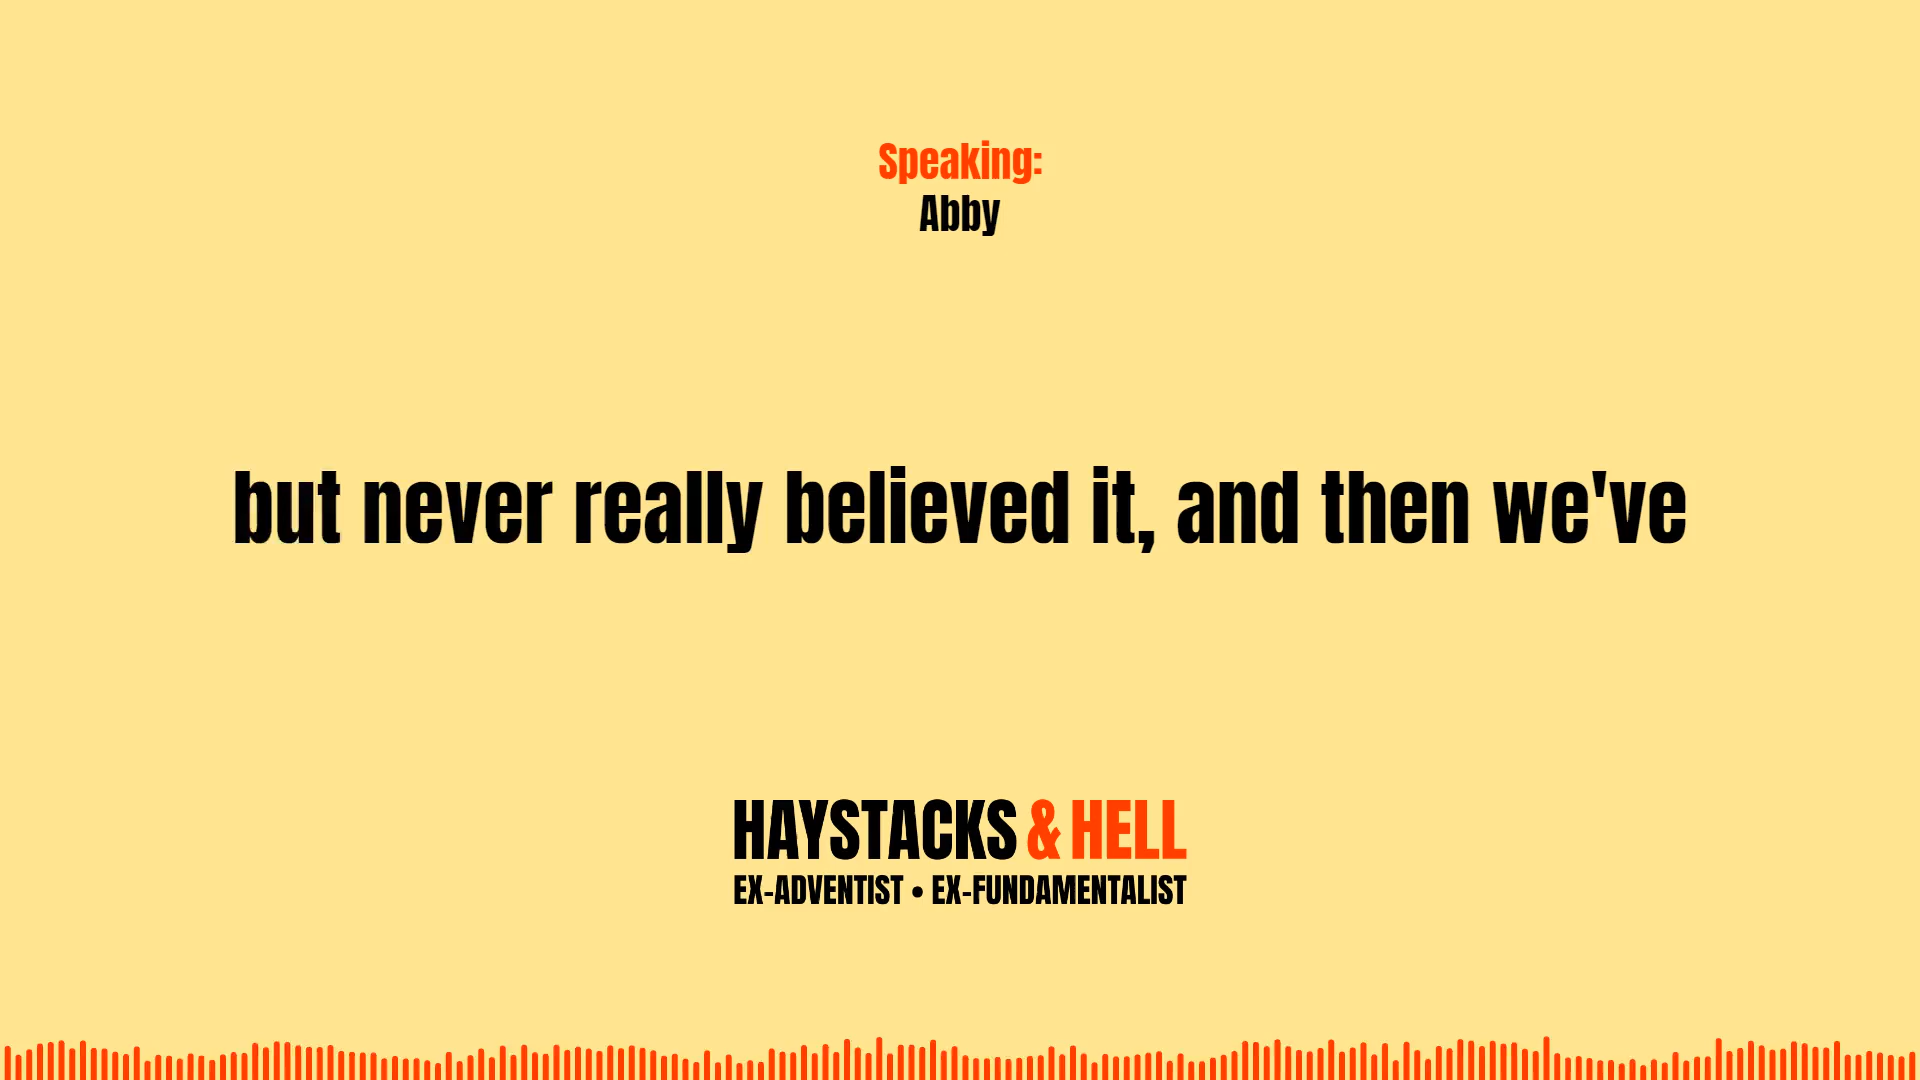 Speaking:
Abby
but never really believed it, and then we've
HAYSTACKS & HELL
EX-ADVENTIST • EX-FUNDAMENTALIST